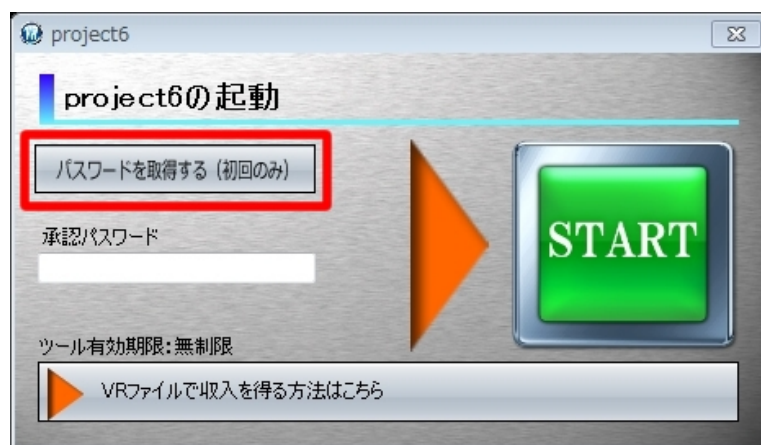 project6
project6の起動
パスワードを取得する（初回のみ）
承認パスワード
START
ツール有効期限:無制限
VRファイルで収入を得る方法はこちら